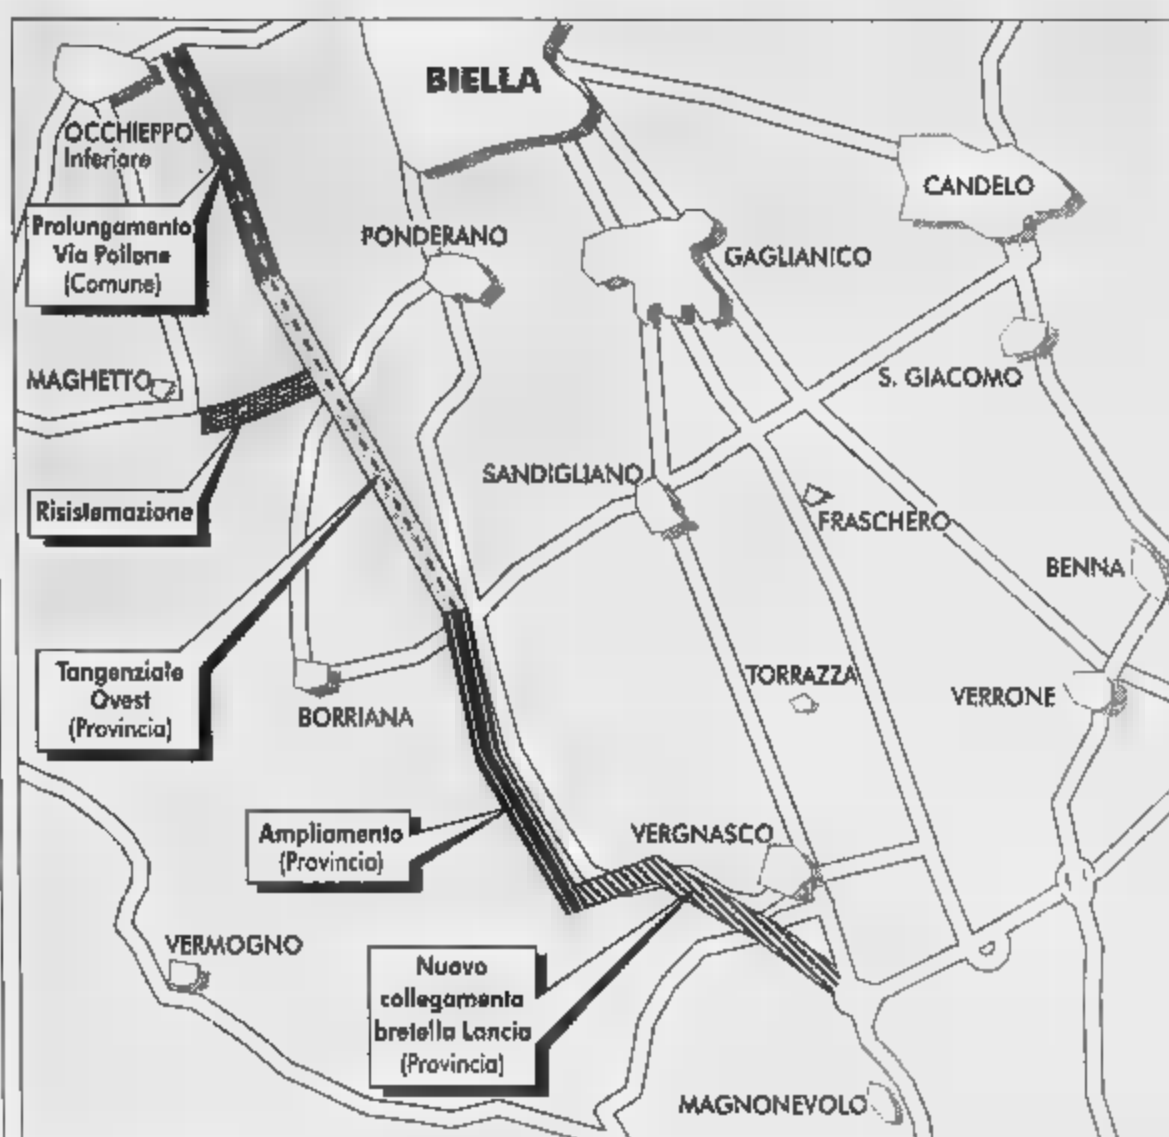 BIELLA
OCCHIEPPO
Inferiore
CANDELO
Prolungamento
Via Pollone
(Comune)
PONDERANO
GAGLIANICO
MAGHETTO
S. GIACOMO
SANDIGLIANO
Risistemazione
FRASCHERO
BENNA
Tangenziale
Ovest
(Provincia)
TORRAZZA
VERRONE
BORRIANA
Ampliamento
(Provincia)
VERGNASCO
VERMOGNO
Nuovo
collegamento
bretella Lancia
(Provincia)
MAGNONEVOLO